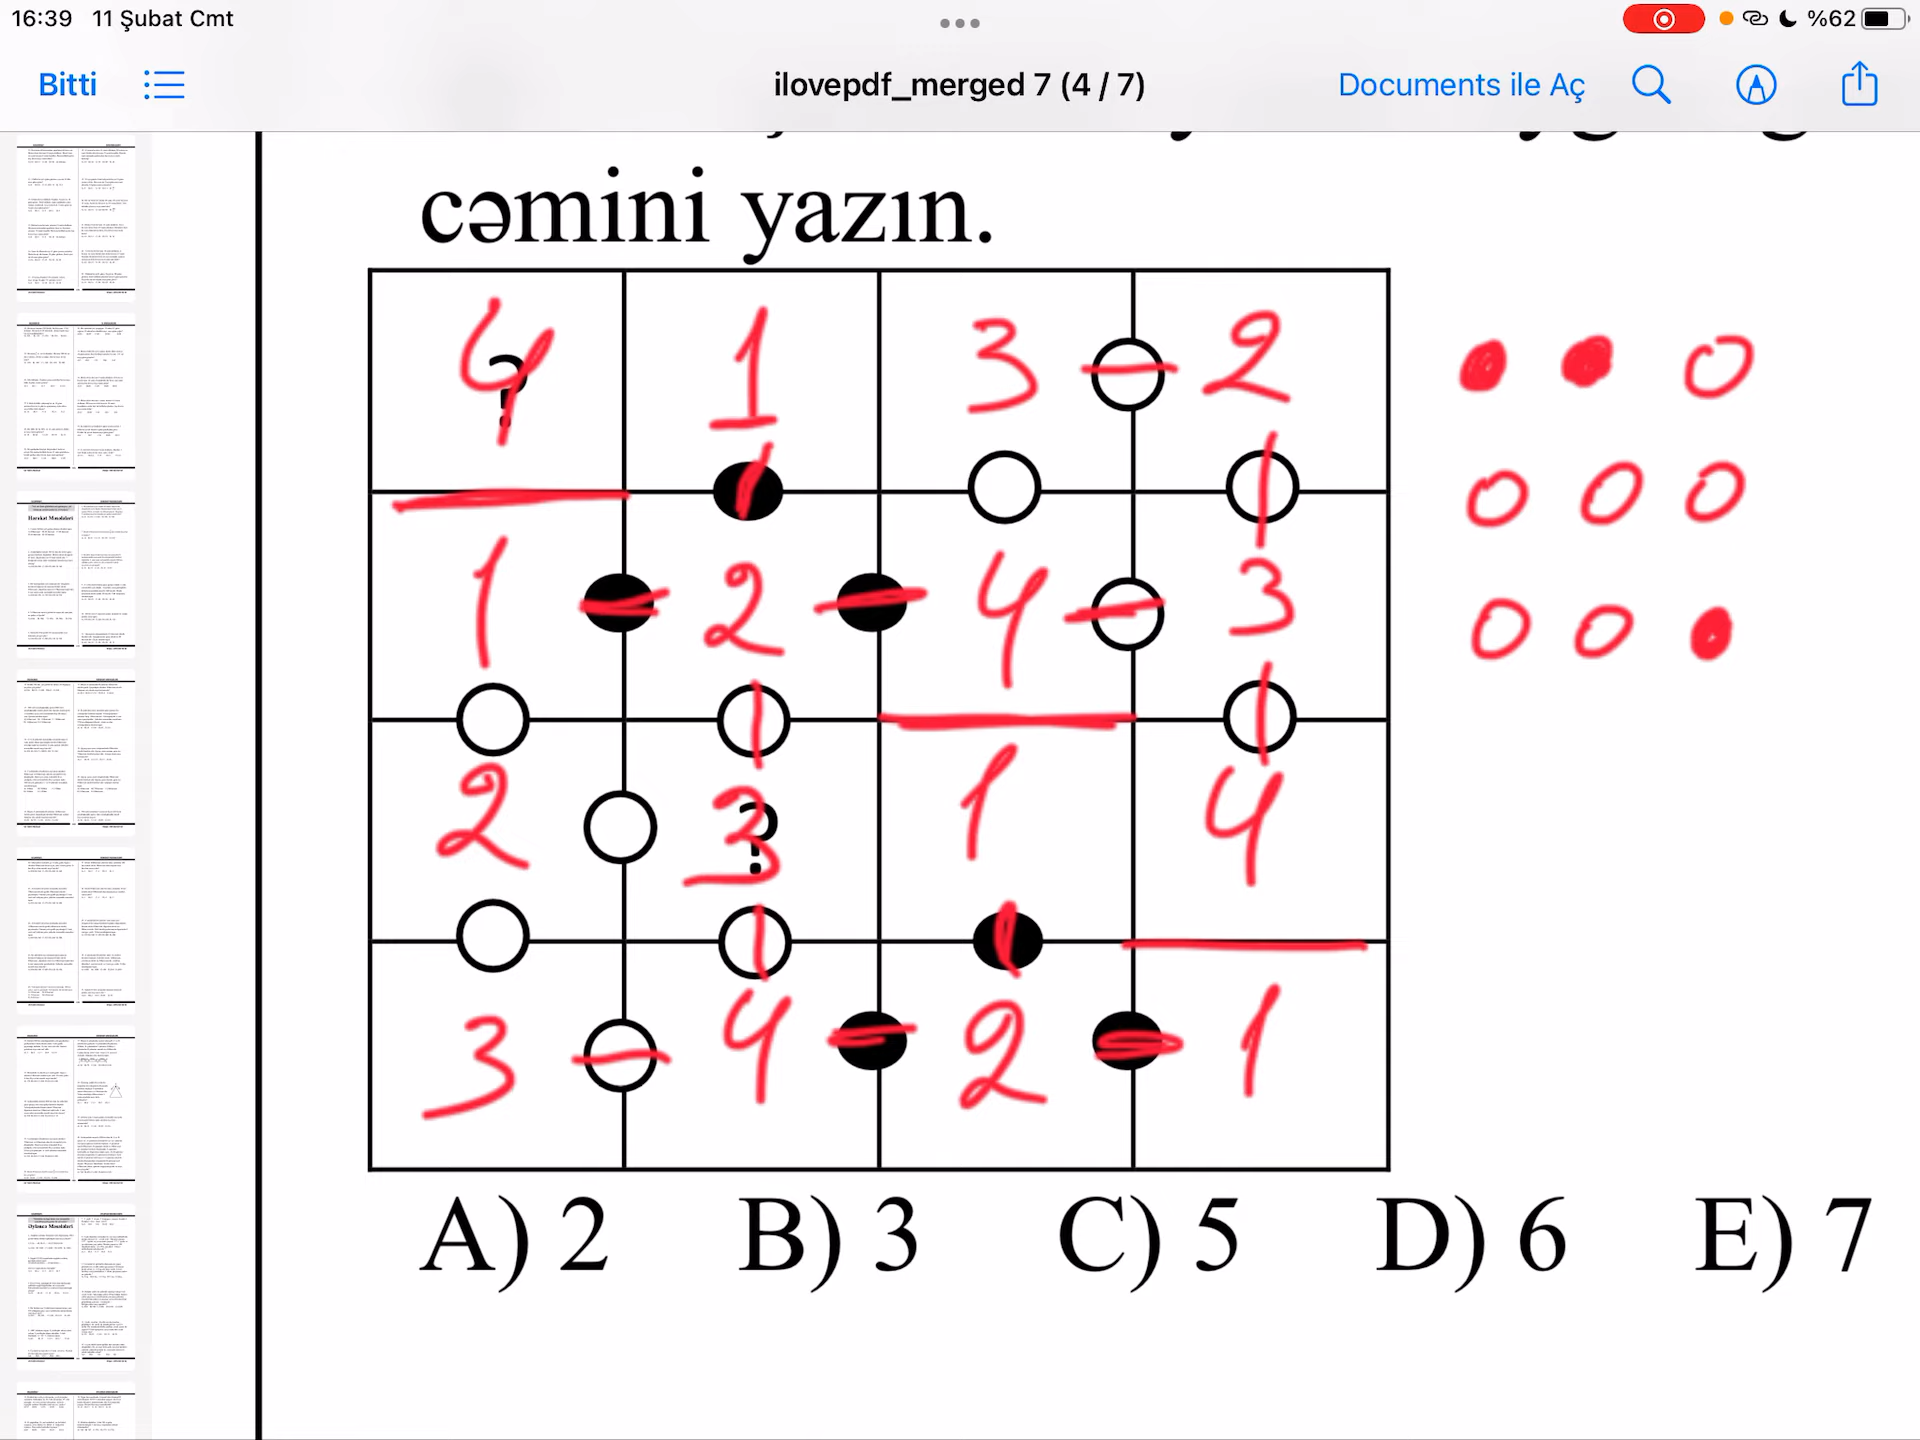 16:39 11 Şubat Cmt
%62
Bitti
ilovepdf_merged 7 (4 / 7)
Documents ile Aç
cəmini yazın.
4 ? 1 3 2
1 2 4 3
2 3 ? 1 4
3 4 2 1
A) 2 B) 3 C) 5 D) 6 E) 7